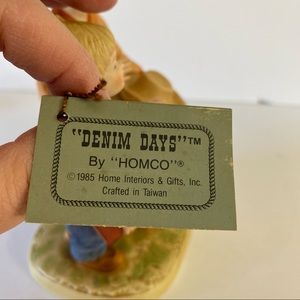 "DENIM DAYS"™
By "HOMCO"®
©1985 Home Interiors & Gifts, Inc.
Crafted in Taiwan